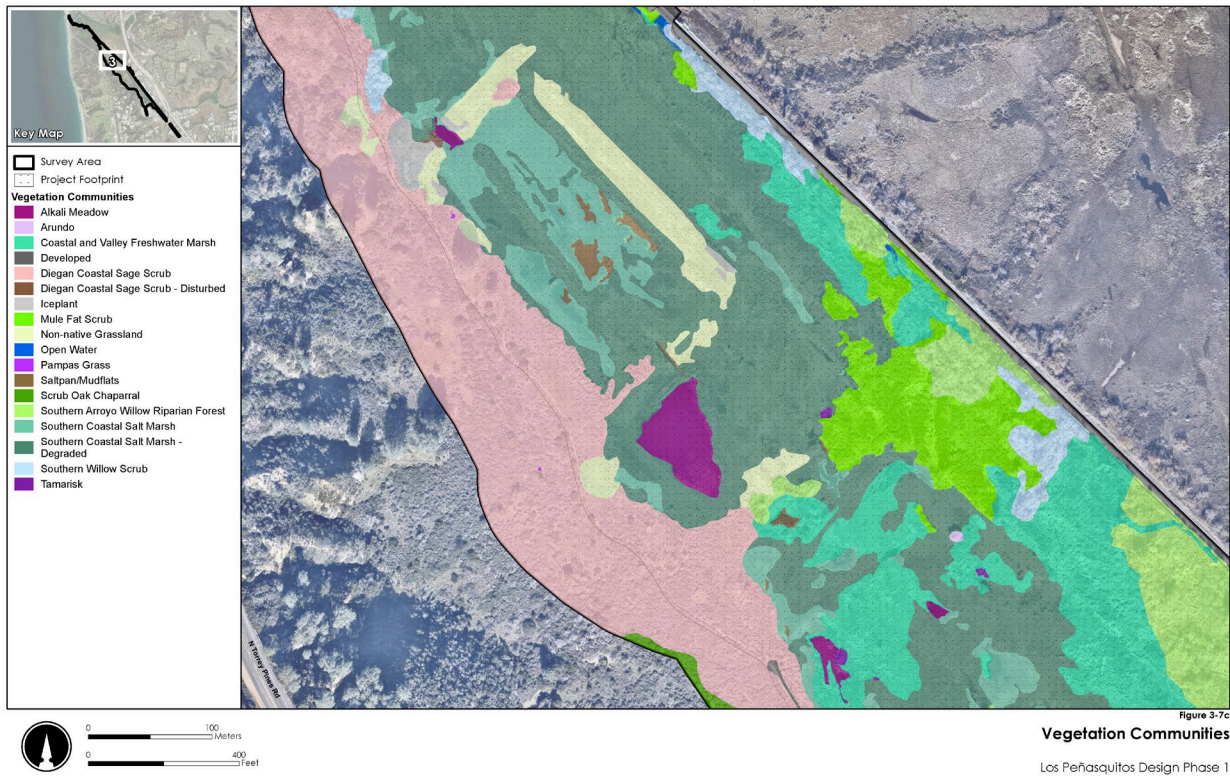 3
Key Map
Survey Area
Project Footprint
Vegetation Communities
Alkali Meadow
Arundo
Coastal and Valley Freshwater Marsh
Developed
Diegan Coastal Sage Scrub
Diegan Coastal Sage Scrub - Disturbed
Iceplant
Mule Fat Scrub
Non-native Grassland
Open Water
Pampas Grass
Saltpan/Mudflats
Scrub Oak Chaparral
Southern Arroyo Willow Riparian Forest
Southern Coastal Salt Marsh
Southern Coastal Salt Marsh -
Degraded
Southern Willow Scrub
Tamarisk
N Torrey Pines Rd
0 100
Meters
0 400
Feet
Figure 3-7c
Vegetation Communities
Los Peñasquitos Design Phase 1